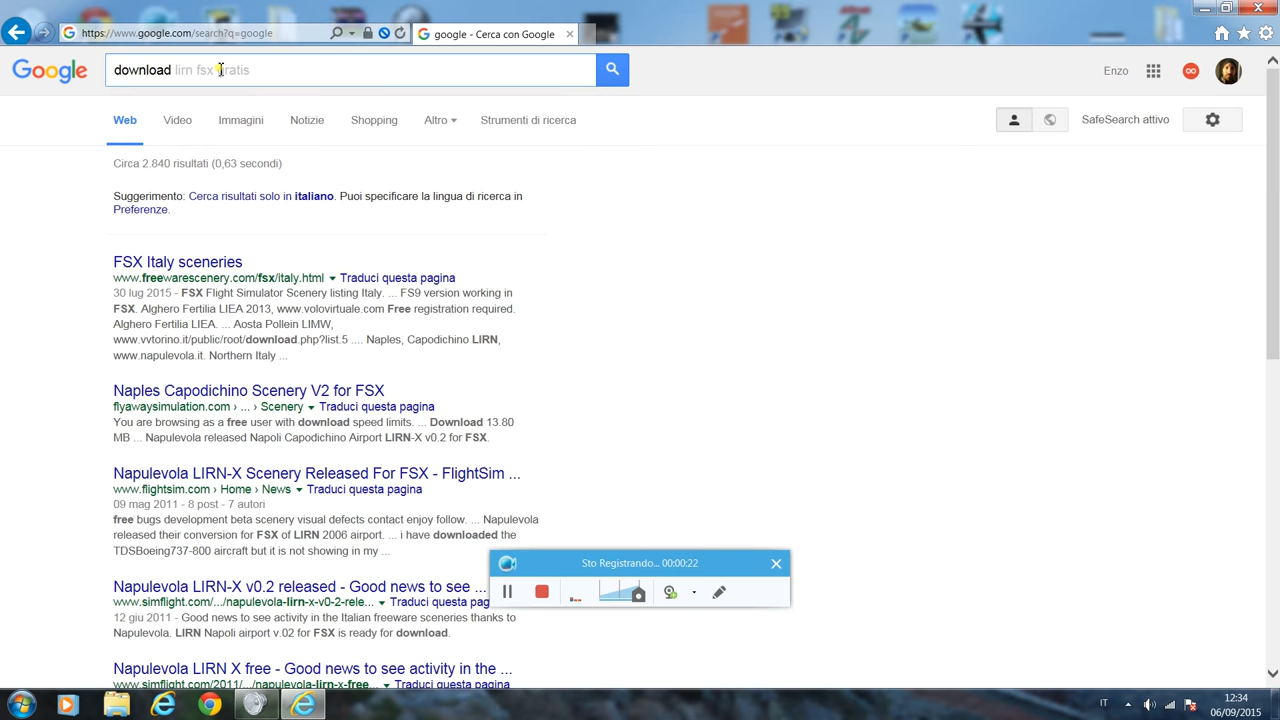 https://www.google.com/search?q=google
google - Cerca con Google
Google
download lirn fsx gratis
Enzo
Web Video Immagini Notizie Shopping Altro Strumenti di ricerca
SafeSearch attivo
Circa 2.840 risultati (0,63 secondi)
Suggerimento: Cerca risultati solo in italiano. Puoi specificare la lingua di ricerca in
Preferenze.
FSX Italy sceneries
www.freewarescenery.com/fsx/italy.html Traduci questa pagina
30 lug 2015 - FSX Flight Simulator Scenery listing Italy. ... FS9 version working in
FSX. Alghero Fertilia LIEA 2013, www.volovirtuale.com Free registration required.
Alghero Fertilia LIEA. ... Aosta Pollein LIMW,
www.vvtorino.it/public/root/download.php?list.5 .... Naples, Capodichino LIRN,
www.napulevola.it. Northern Italy ...
Naples Capodichino Scenery V2 for FSX
flyawaysimulation.com › ... › Scenery Traduci questa pagina
You are browsing as a free user with download speed limits. ... Download 13.80
MB ... Napulevola released Napoli Capodichino Airport LIRN-X v0.2 for FSX.
Napulevola LIRN-X Scenery Released For FSX - FlightSim ...
www.flightsim.com › Home › News Traduci questa pagina
09 mag 2011 - 8 post - 7 autori
free bugs development beta scenery visual defects contact enjoy follow. ... Napulevola
released their conversion for FSX of LIRN 2006 airport. ... i have downloaded the
TDSBoeing737-800 aircraft but it is not showing in my ...
Sto Registrando... 00:00:22
Napulevola LIRN-X v0.2 released - Good news to see ...
www.simflight.com/.../napulevola-lirn-x-v0-2-rele... Traduci questa pag
12 giu 2011 - Good news to see activity in the Italian freeware sceneries thanks to
Napulevola. LIRN Napoli airport v.02 for FSX is ready for download.
Napulevola LIRN X free - Good news to see activity in the ...
www.simflight.com/2011/.../napulevola-lirn-x-free... Traduci questa pagina
IT
12:34
06/09/2015